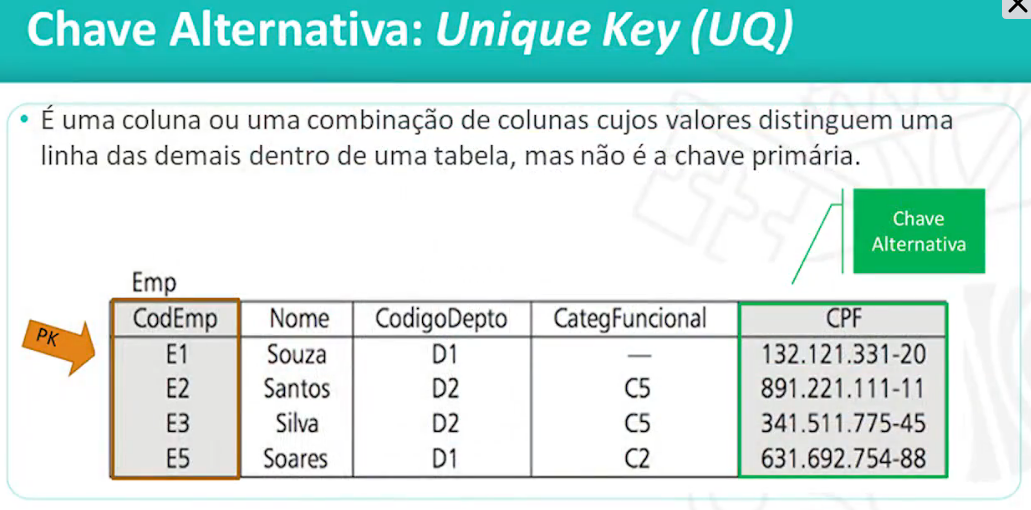 Chave Alternativa: Unique Key (UQ)
• É uma coluna ou uma combinação de colunas cujos valores distinguem uma
linha das demais dentro de uma tabela, mas não é a chave primária.
Chave
Alternativa
Emp
PK
CodEmp Nome CodigoDepto CategFuncional CPF
E1 Souza D1 — 132.121.331-20
E2 Santos D2 C5 891.221.111-11
E3 Silva D2 C5 341.511.775-45
E5 Soares D1 C2 631.692.754-88